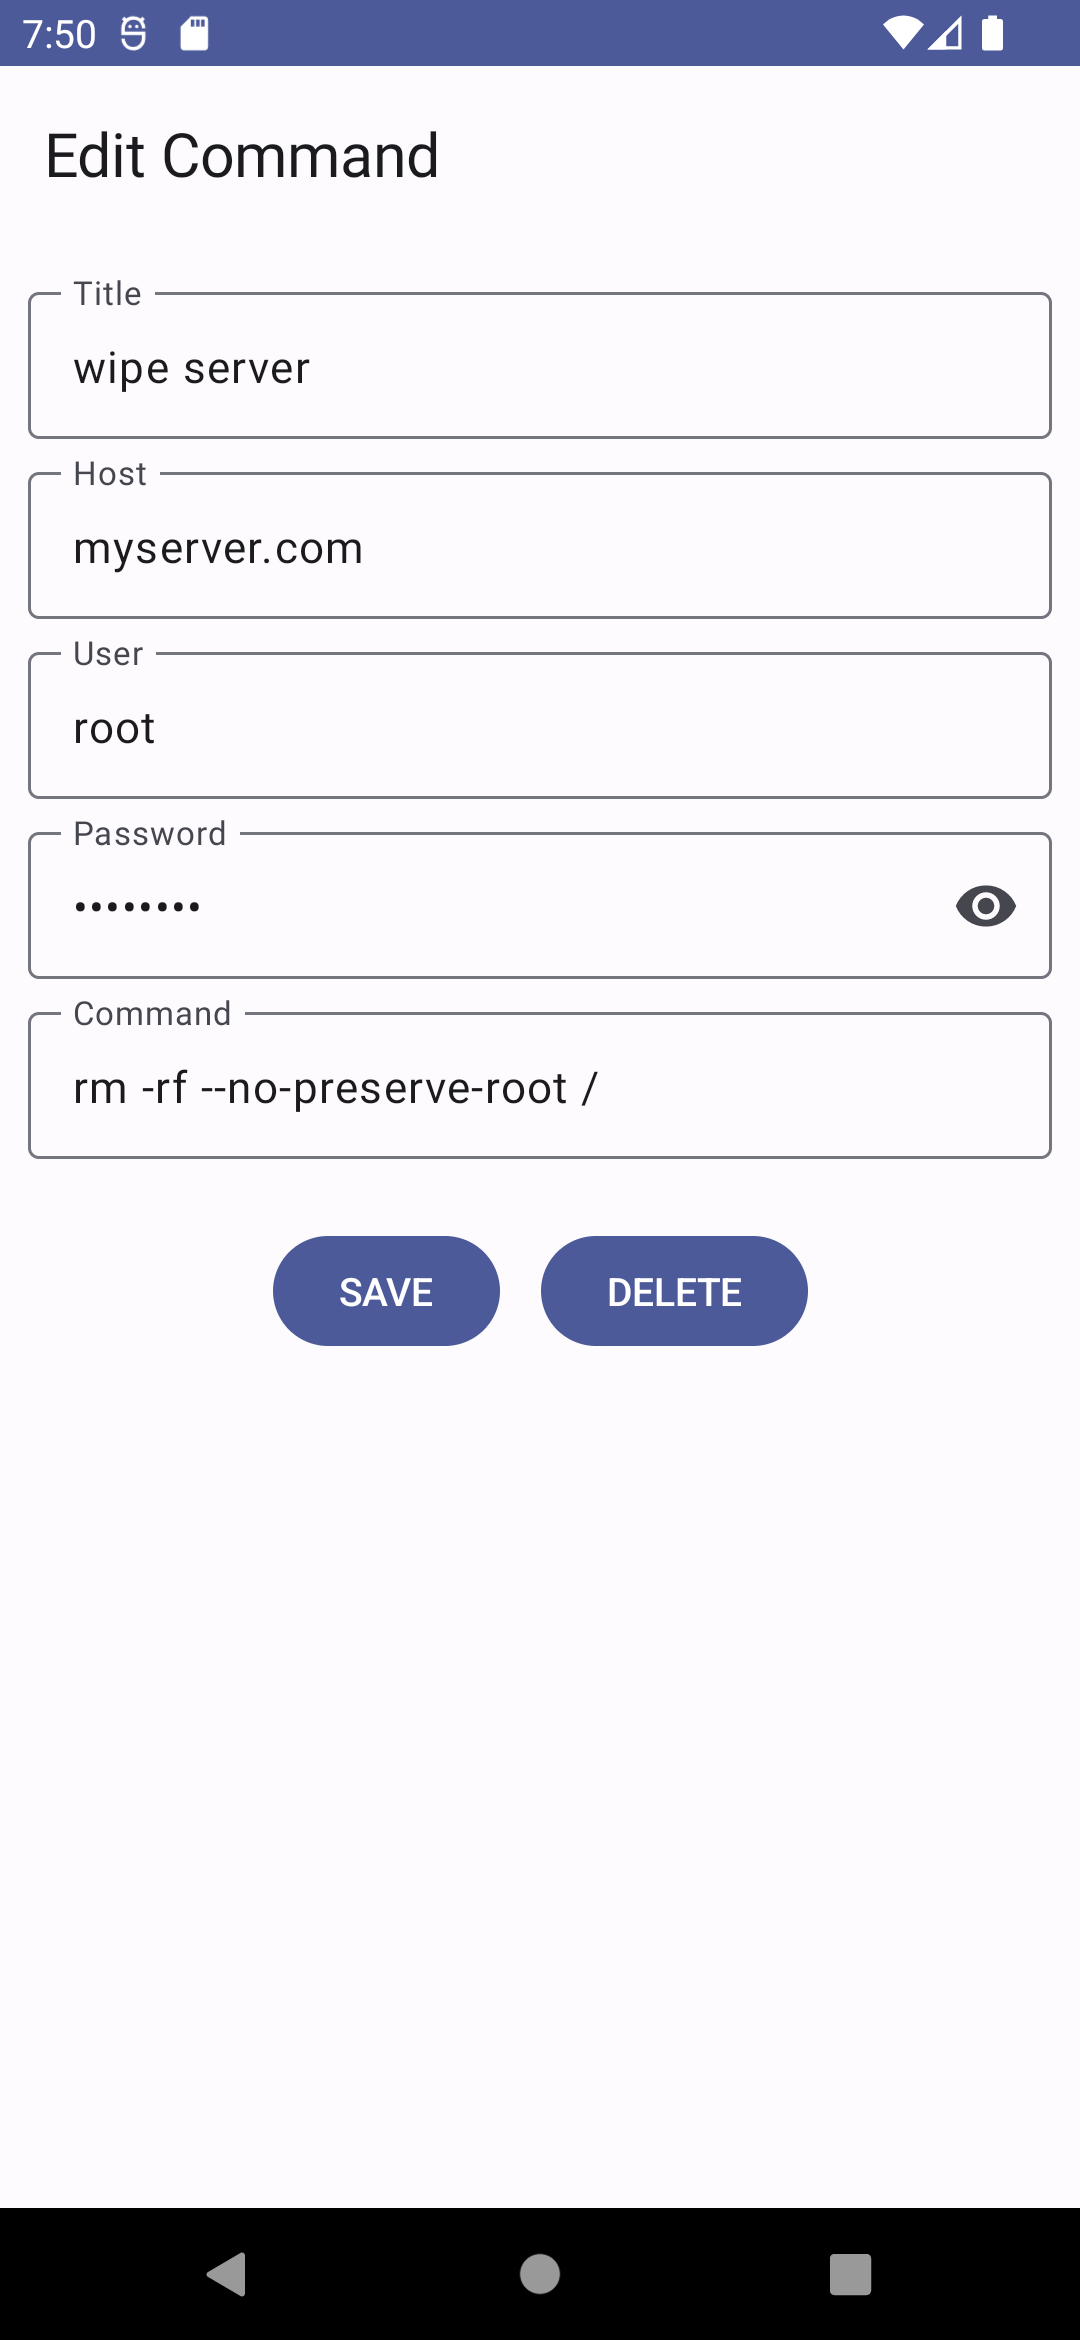 7:50
Edit Command
Title
wipe server
Host
myserver.com
User
root
Password
••••••••
Command
rm -rf --no-preserve-root /
SAVE DELETE